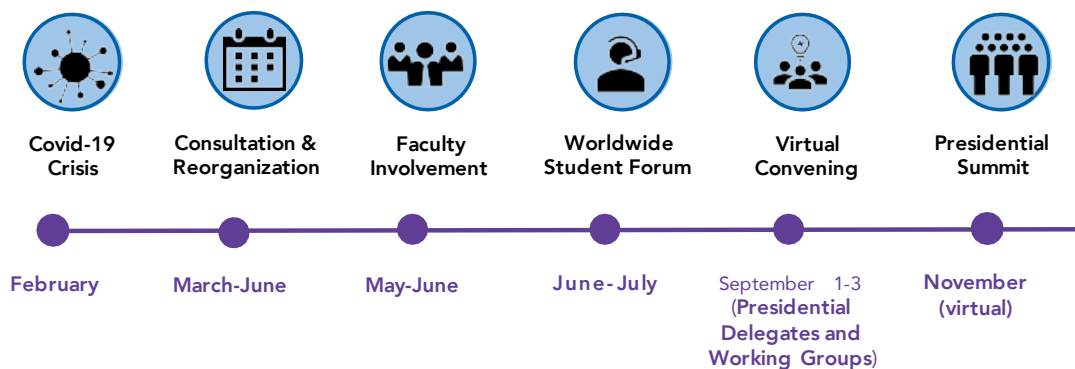 Covid-19
Crisis
Consultation &
Reorganization
Faculty
Involvement
Worldwide
Student Forum
Virtual
Convening
Presidential
Summit
February
March-June
May-June
June-July
September 1-3
(Presidential
Delegates and
Working Groups)
November
(virtual)